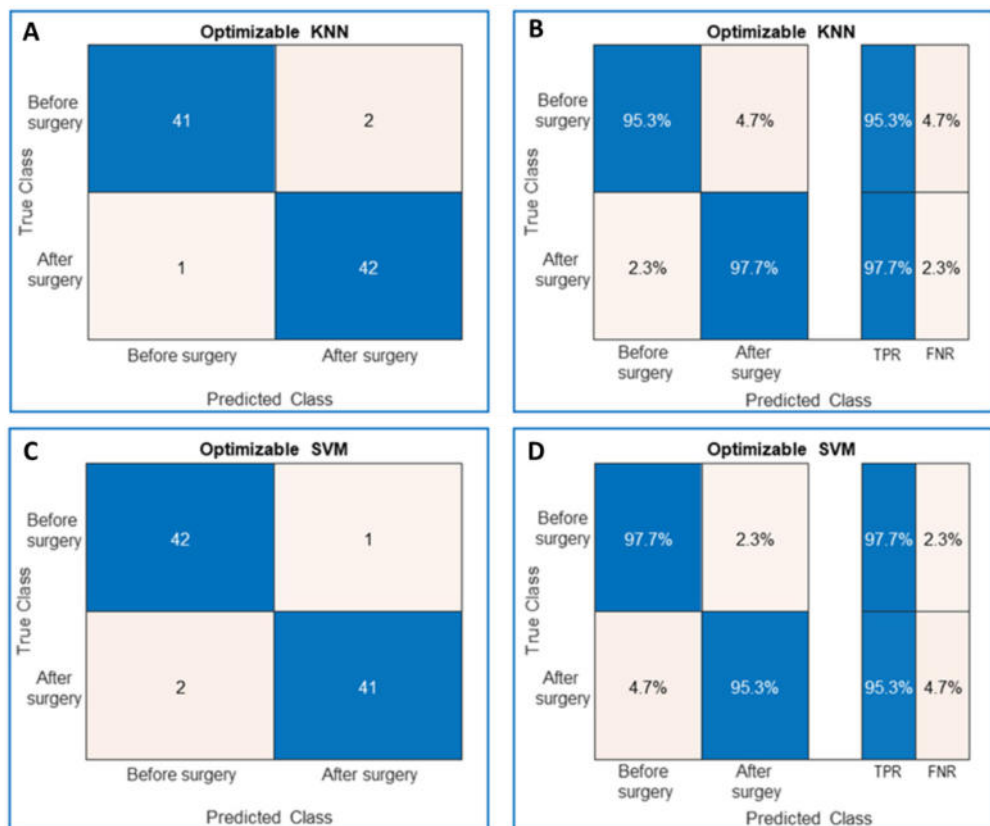 A
Optimizable KNN
True Class
Before
surgery
41
2
After
surgery
1
42
Before surgery
After surgery
Predicted Class
B
Optimizable KNN
True Class
Before
surgery
95.3%
4.7%
95.3%
4.7%
After
surgery
2.3%
97.7%
97.7%
2.3%
Before
surgery
After
surgey
TPR
FNR
Predicted Class
C
Optimizable SVM
True Class
Before
surgery
42
1
After
surgery
2
41
Before surgery
After surgery
Predicted Class
D
Optimizable SVM
True Class
Before
surgery
97.7%
2.3%
97.7%
2.3%
After
surgery
4.7%
95.3%
95.3%
4.7%
Before
surgery
After
surgey
TPR
FNR
Predicted Class